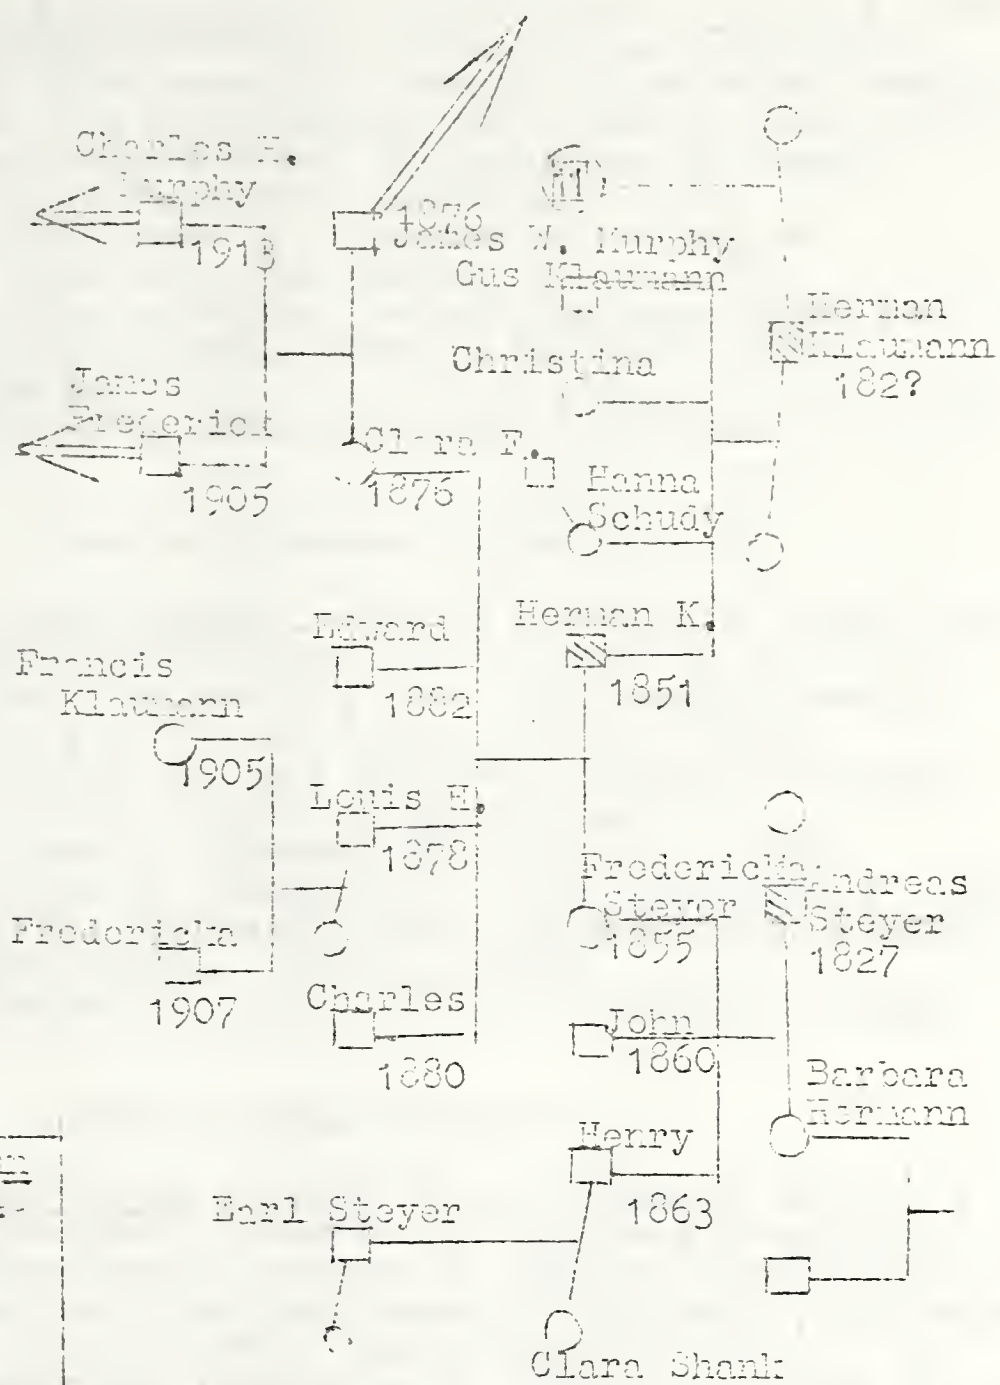 Charles H.
Murphy
1913
1876
James W. Murphy
Gus Klaumann
Herman
Klaumann
182?
Christina
James
Frederick
1905
Clara F.
1876
Hanna
Schudy
Edward
1882
Herman K.
1851
Francis
Klaumann
1905
Louis H.
1878
Fredericka
Steyer
1855
Andreas
Steyer
1827
Fredericka
1907
Charles
1880
John
1860
Barbara
Hermann
Henry
1863
Earl Steyer
Clara Shank